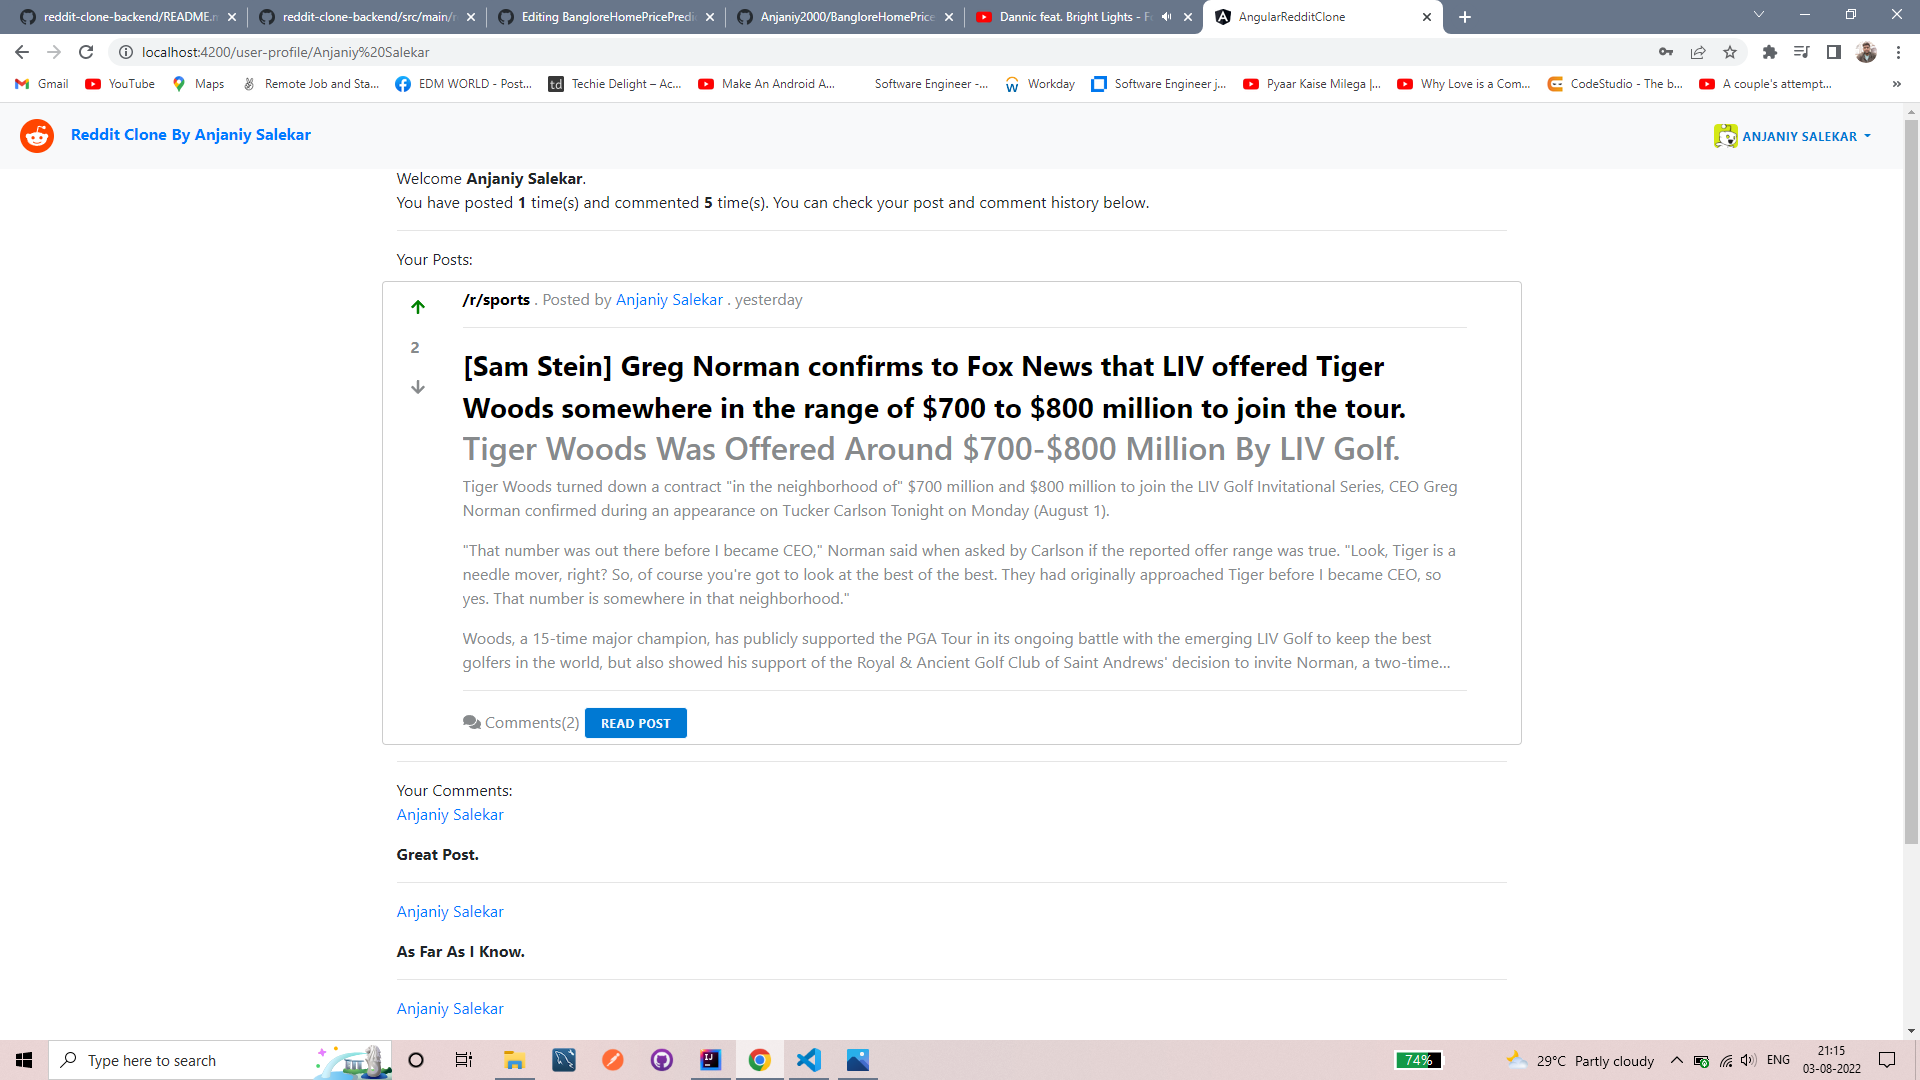 reddit-clone-backend/README.m
reddit-clone-backend/src/main/r
Editing BangloreHomePricePredi
Anjaniy2000/BangloreHomePrice
Dannic feat. Bright Lights - F
AngularRedditClone
localhost:4200/user-profile/Anjaniy%20Salekar
Gmail
YouTube
Maps
Remote Job and Sta...
EDM WORLD - Post...
td
Techie Delight – Ac...
Make An Android A...
Software Engineer -...
Workday
Software Engineer j...
Pyaar Kaise Milega |...
Why Love is a Com...
CodeStudio - The b...
A couple's attempt...
»
Reddit Clone By Anjaniy Salekar
ANJANIY SALEKAR
Welcome Anjaniy Salekar.
You have posted 1 time(s) and commented 5 time(s). You can check your post and comment history below.
Your Posts:
/r/sports . Posted by Anjaniy Salekar . yesterday
2
[Sam Stein] Greg Norman confirms to Fox News that LIV offered Tiger
Woods somewhere in the range of $700 to $800 million to join the tour.
Tiger Woods Was Offered Around $700-$800 Million By LIV Golf.
Tiger Woods turned down a contract "in the neighborhood of" $700 million and $800 million to join the LIV Golf Invitational Series, CEO Greg
Norman confirmed during an appearance on Tucker Carlson Tonight on Monday (August 1).
"That number was out there before I became CEO," Norman said when asked by Carlson if the reported offer range was true. "Look, Tiger is a
needle mover, right? So, of course you're got to look at the best of the best. They had originally approached Tiger before I became CEO, so
yes. That number is somewhere in that neighborhood."
Woods, a 15-time major champion, has publicly supported the PGA Tour in its ongoing battle with the emerging LIV Golf to keep the best
golfers in the world, but also showed his support of the Royal & Ancient Golf Club of Saint Andrews' decision to invite Norman, a two-time...
Comments(2)
READ POST
Your Comments:
Anjaniy Salekar
Great Post.
Anjaniy Salekar
As Far As I Know.
Anjaniy Salekar
Type here to search
IJ
74%
29°C Partly cloudy
ENG
21:15
03-08-2022